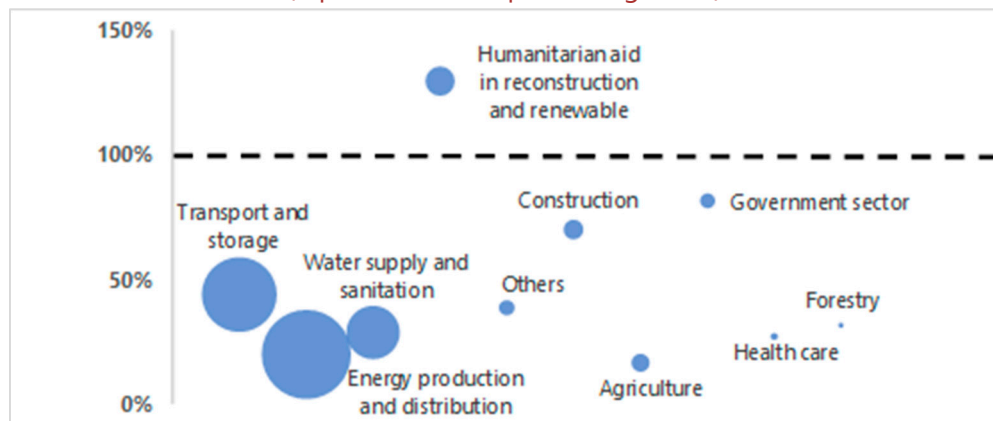 150%
Humanitarian aid
in reconstruction
and renewable
100%
Construction
Government sector
Transport and
storage
Water supply and
sanitation
50%
Others
Forestry
Health care
Energy production
and distribution
Agriculture
0%